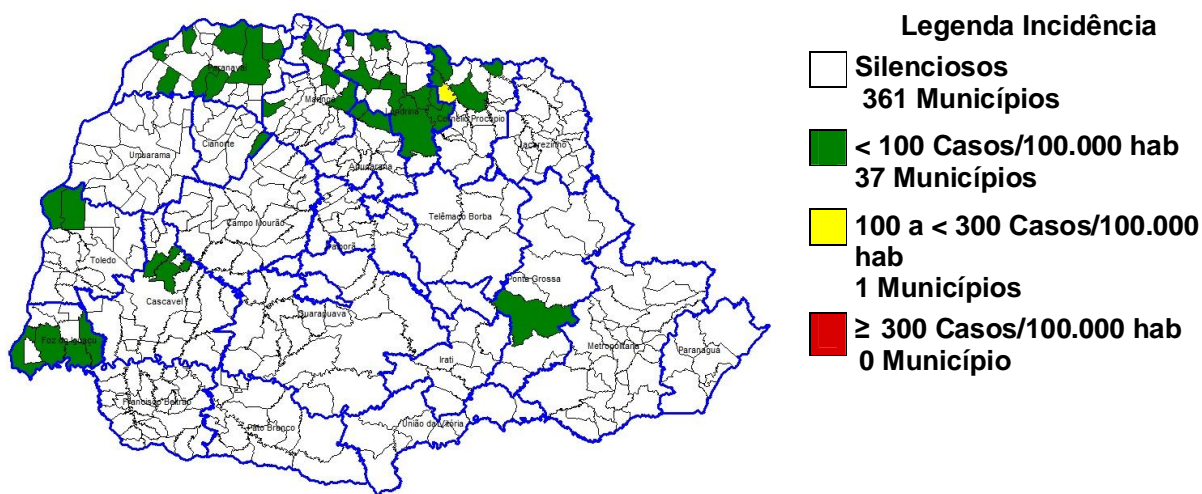 Legenda Incidência
Silenciosos
361 Municípios
< 100 Casos/100.000 hab
37 Municípios
100 a < 300 Casos/100.000
hab
1 Municípios
≥ 300 Casos/100.000 hab
0 Município
Maringá
Londrina
Cornélio Procópio
Jacarezinho
Umuarama
Cianorte
Apucarana
Campo Mourão
Telêmaco Borba
Toledo
Cascavel
Ponta Grossa
Guarapuava
Foz do Iguaçu
Irati
Metropolitana
Paranaguá
Francisco Beltrão
Pato Branco
União da Vitória